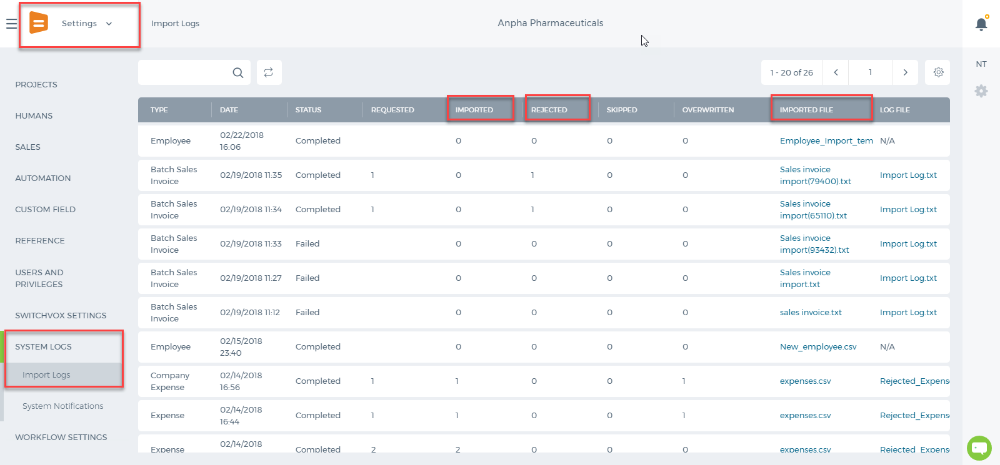 Settings
Import Logs
Anpha Pharmaceuticals
NT
PROJECTS
HUMANS
SALES
AUTOMATION
CUSTOM FIELD
REFERENCE
USERS AND
PRIVILEGES
SWITCHVOX SETTINGS
SYSTEM LOGS
Import Logs
System Notifications
WORKFLOW SETTINGS
1 - 20 of 26 1
TYPE DATE STATUS REQUESTED IMPORTED REJECTED SKIPPED OVERWRITTEN IMPORTED FILE LOG FILE
Employee 02/22/2018
16:06 Completed 0 0 0 0 Employee_Import_tem N/A
Batch Sales
Invoice 02/19/2018 11:35 Completed 1 0 1 0 0 Sales invoice
import(79400).txt Import Log.txt
Batch Sales
Invoice 02/19/2018 11:34 Completed 1 0 1 0 0 Sales invoice
import(65110).txt Import Log.txt
Batch Sales
Invoice 02/19/2018 11:33 Failed 0 0 0 0 Sales invoice
import(93432).txt Import Log.txt
Batch Sales
Invoice 02/19/2018 11:27 Failed 0 0 0 0 Sales invoice
import.txt Import Log.txt
Batch Sales
Invoice 02/19/2018 11:12 Failed 0 0 0 0 sales invoice.txt Import Log.txt
Employee 02/15/2018
23:40 Completed 0 0 0 0 New_employee.csv N/A
Company
Expense 02/14/2018
16:56 Completed 1 1 0 0 1 expenses.csv Rejected_Expens
Expense 02/14/2018
16:44 Completed 1 1 0 0 1 expenses.csv Rejected_Expens
Expense 02/14/2018
Completed 2 2 0 0 0 expenses.csv Rejected_Expens